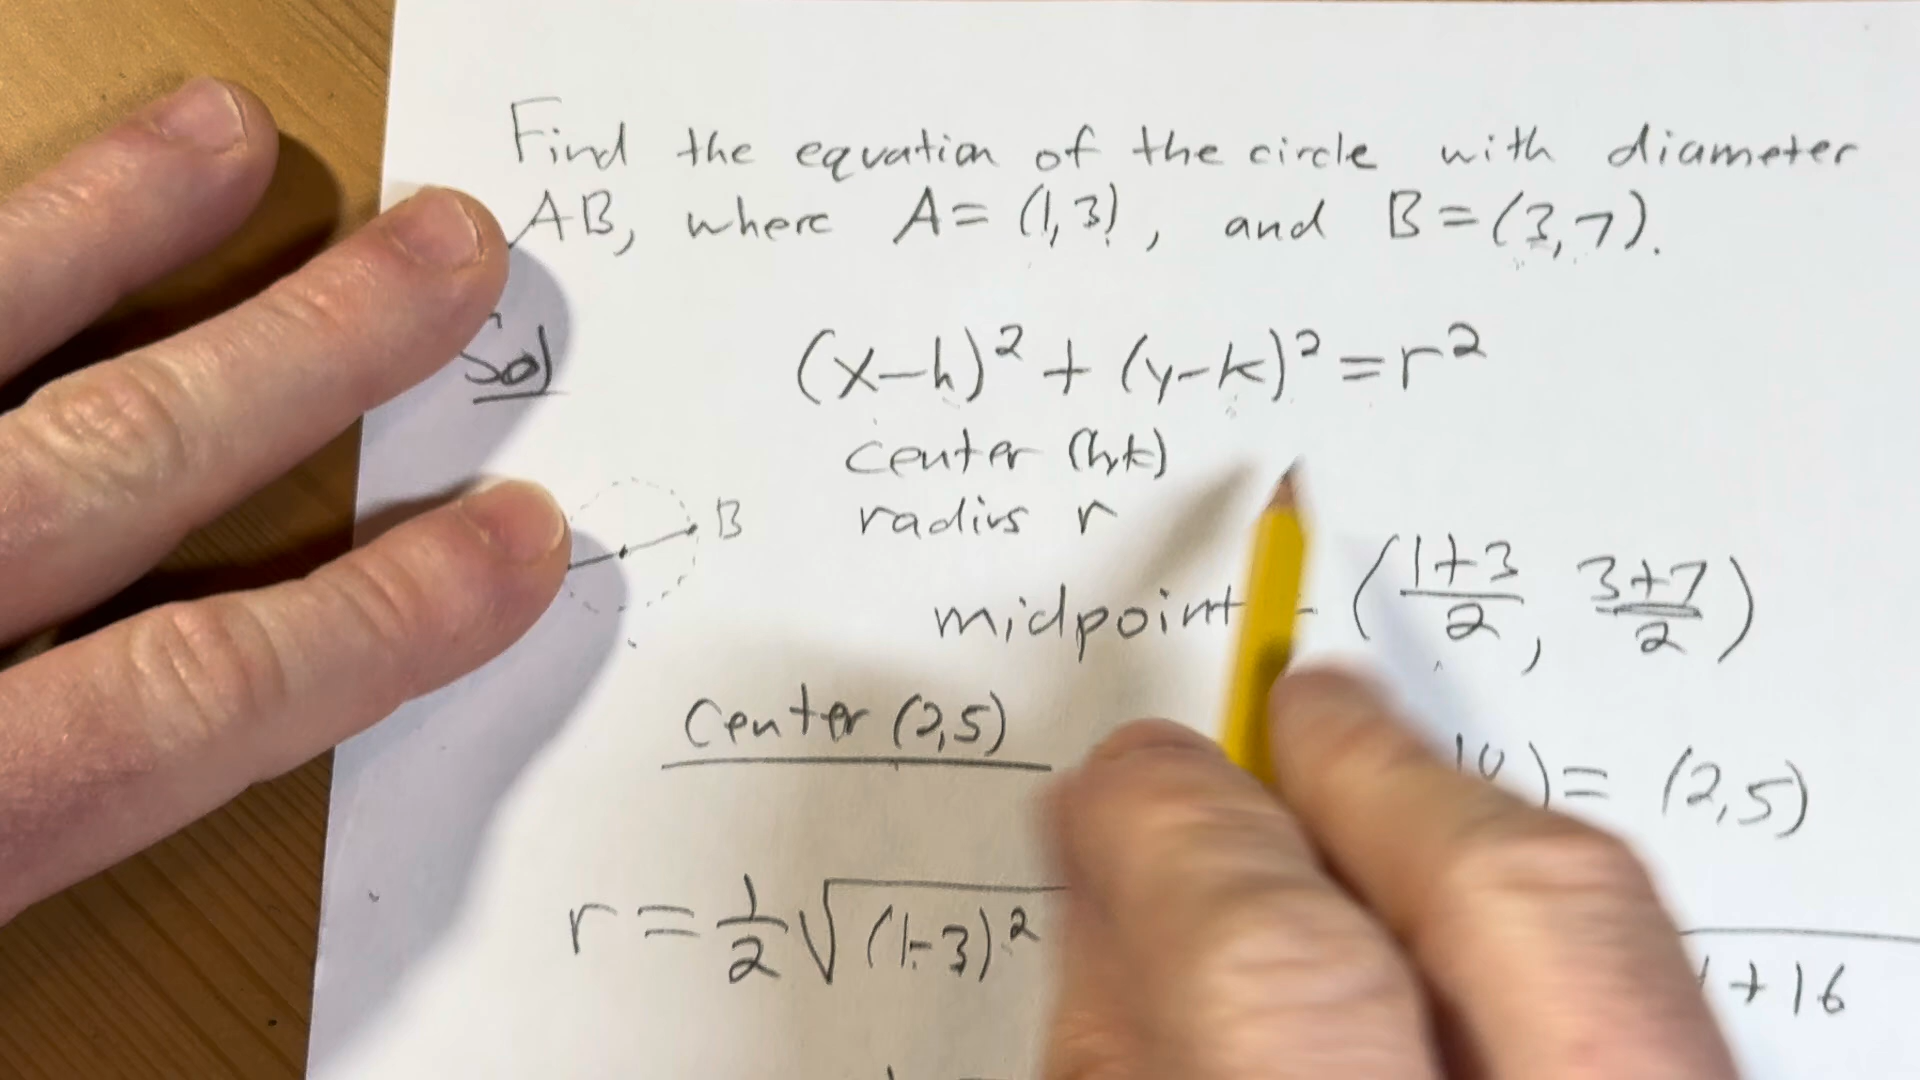 Find the equation of the circle with diameter
AB, where A = (1,3), and B = (3,7).
Sol
(x-h)² + (y-k)² = r²
center (h,k)
radius r
B
midpoint = (1+3/2, 3+7/2)
center (2,5)
10) = (2,5)
r = 1/2 √(1-3)²
+ 16